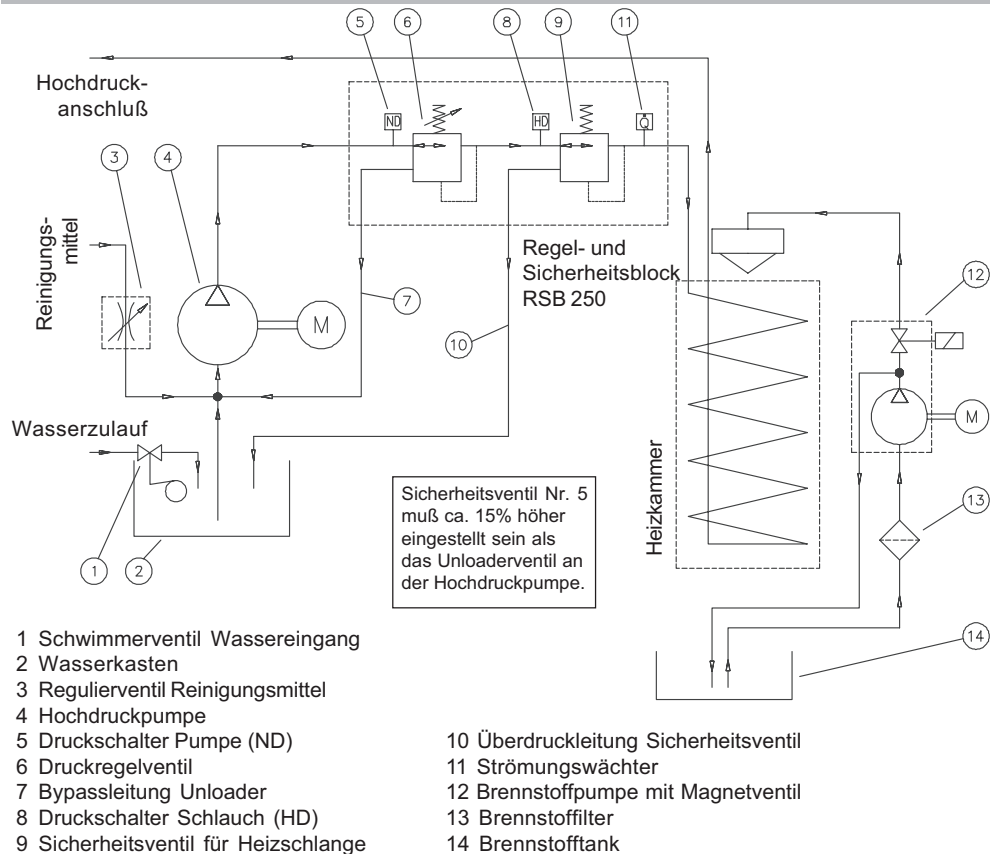 5
6
8
9
11
Hochdruck-
anschluß
ND
HD
Q
3
4
Reinigungs-
mittel
M
7
10
Regel- und
Sicherheitsblock
RSB 250
12
M
Wasserzulauf
Sicherheitsventil Nr. 5
muß ca. 15% höher
eingestellt sein als
das Unloaderventil an
der Hochdruckpumpe.
Heizkammer
13
1
2
14
1 Schwimmerventil Wassereingang
2 Wasserkasten
3 Regulierventil Reinigungsmittel
4 Hochdruckpumpe
5 Druckschalter Pumpe (ND)
6 Druckregelventil
7 Bypassleitung Unloader
8 Druckschalter Schlauch (HD)
9 Sicherheitsventil für Heizschlange
10 Überdruckleitung Sicherheitsventil
11 Strömungswächter
12 Brennstoffpumpe mit Magnetventil
13 Brennstoffilter
14 Brennstofftank